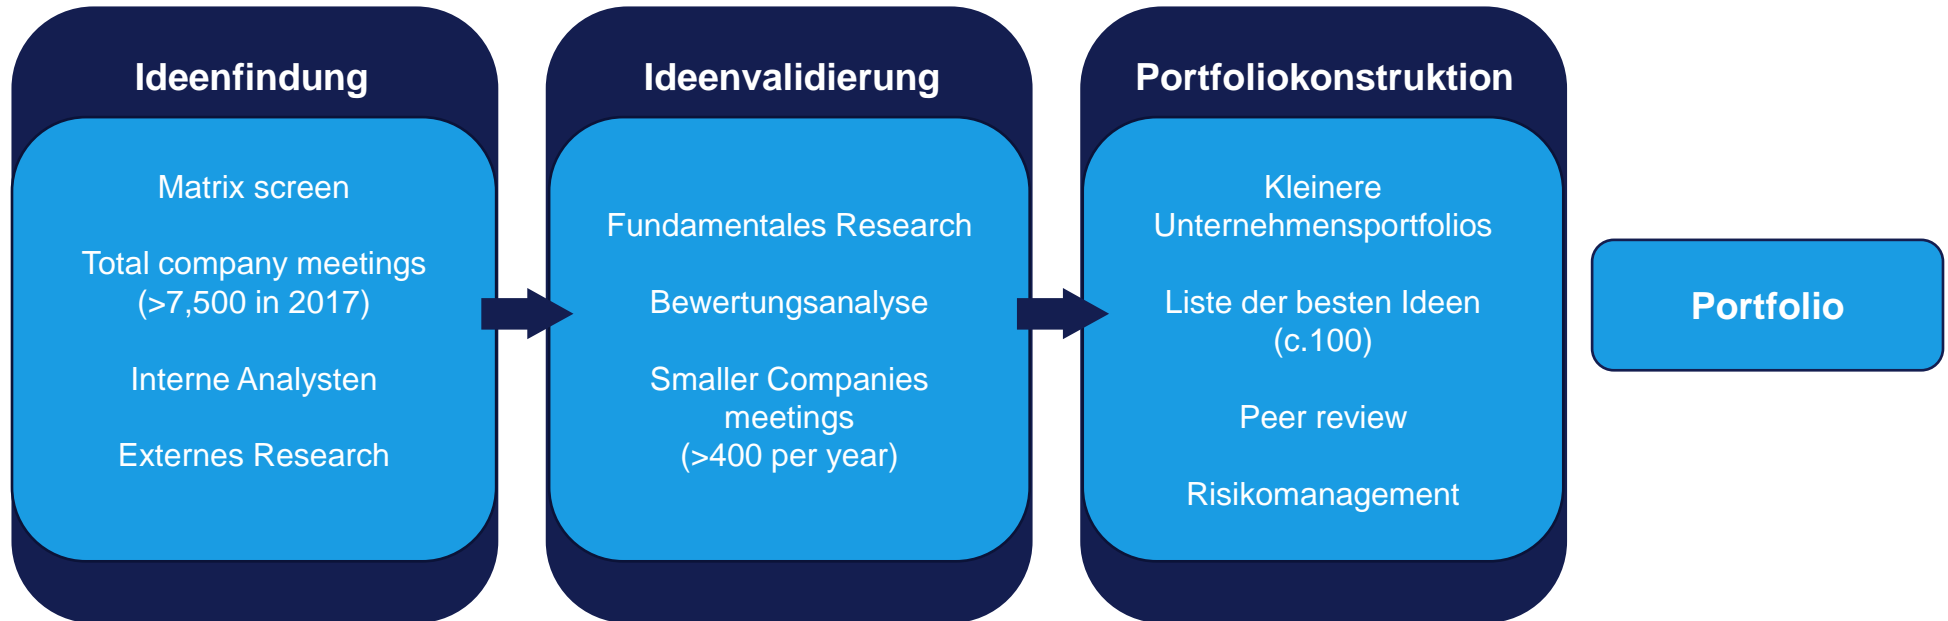 Ideenfindung
Matrix screen
Total company meetings
(>7,500 in 2017)
Interne Analysten
Externes Research
Ideenvalidierung
Fundamentales Research
Bewertungsanalyse
Smaller Companies
meetings
(>400 per year)
Portfoliokonstruktion
Kleinere
Unternehmensportfolios
Liste der besten Ideen
(c.100)
Peer review
Risikomanagement
Portfolio